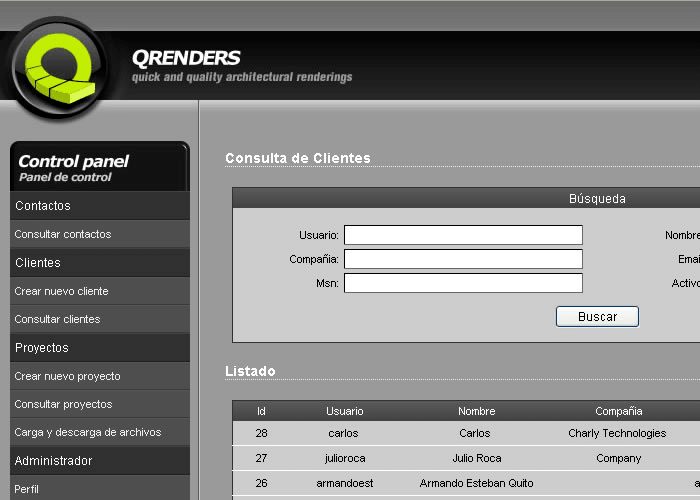 QRENDERS
quick and quality architectural renderings
Control panel
Panel de control
Contactos
Consultar contactos
Clientes
Crear nuevo cliente
Consultar clientes
Proyectos
Crear nuevo proyecto
Consultar proyectos
Carga y descarga de archivos
Administrador
Perfil
Consulta de Clientes
Búsqueda
Usuario: Nombre
Compañia: Emai
Msn: Activo
Buscar
Listado
Id Usuario Nombre Compañia
28 carlos Carlos Charly Technologies
27 julioroca Julio Roca Company
26 armandoest Armando Esteban Quito a